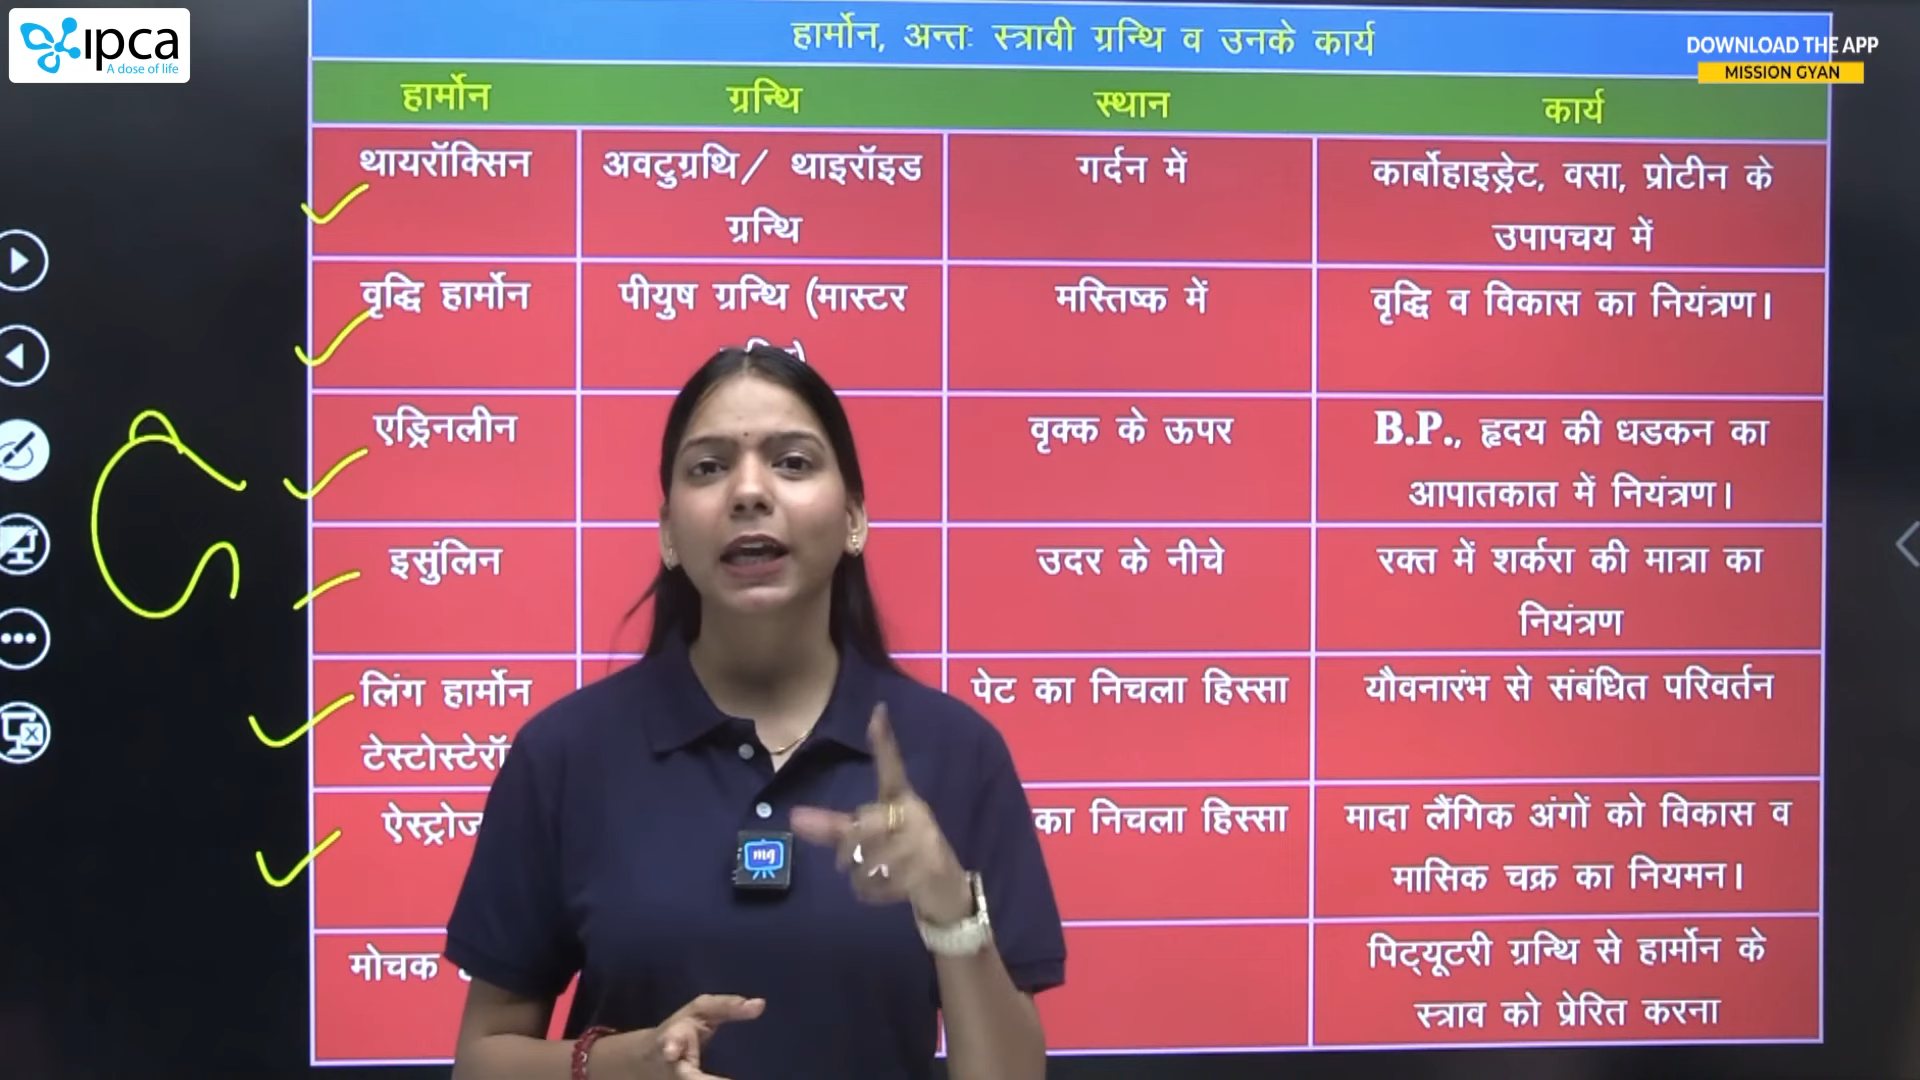 ıpca
A dose of life
DOWNLOAD THE APP
MISSION GYAN
हार्मोन, अन्तः स्त्रावी ग्रन्थि व उनके कार्य
हार्मोन ग्रन्थि स्थान कार्य
थायरॉक्सिन अवटुग्रथि/ थाइरॉइड गर्दन में कार्बोहाइड्रेट, वसा, प्रोटीन के
ग्रन्थि उपापचय में
वृद्धि हार्मोन पीयुष ग्रन्थि (मास्टर मस्तिष्क में वृद्धि व विकास का नियंत्रण।
एड्रिनलीन वृक्क के ऊपर B.P., हृदय की धडकन का
आपातकात में नियंत्रण।
इसुंलिन उदर के नीचे रक्त में शर्करा की मात्रा का
नियंत्रण
लिंग हार्मोन पेट का निचला हिस्सा यौवनारंभ से संबंधित परिवर्तन
का निचला हिस्सा मादा लैंगिक अंगों को विकास व
मासिक चक्र का नियमन।
मोचक पिट्यूटरी ग्रन्थि से हार्मोन के
स्त्राव को प्रेरित करना
mg